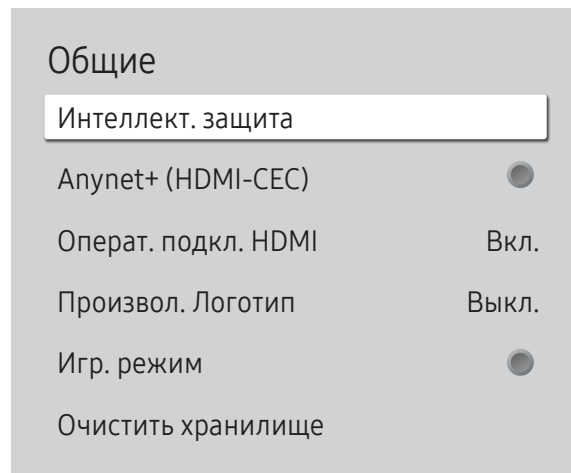 Общие
Интеллект. защита
Anynet+ (HDMI-CEC)
Операт. подкл. HDMI Вкл.
Произвол. Логотип Выкл.
Игр. режим
Очистить хранилище